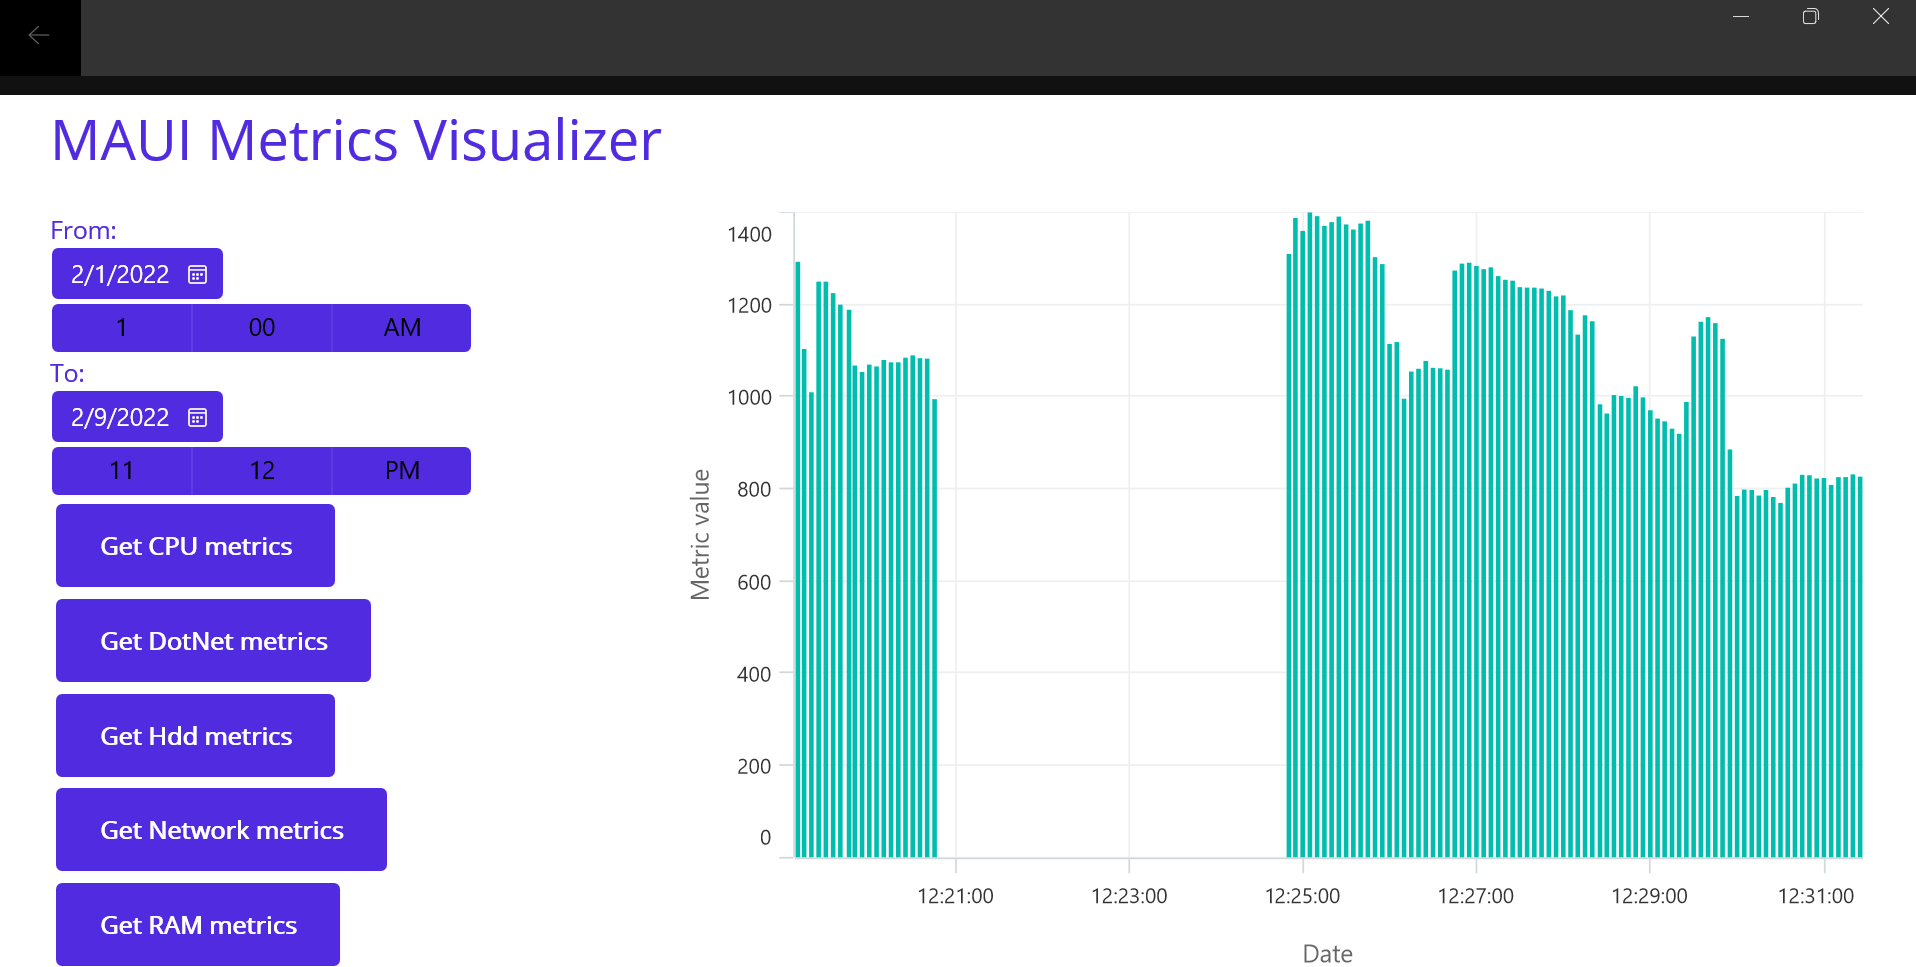 MAUI Metrics Visualizer
From:
2/1/2022
1 00 AM
To:
2/9/2022
11 12 PM
Get CPU metrics
Get DotNet metrics
Get Hdd metrics
Get Network metrics
Get RAM metrics
Metric value
1400
1200
1000
800
600
400
200
0
12:21:00 12:23:00 12:25:00 12:27:00 12:29:00 12:31:00
Date